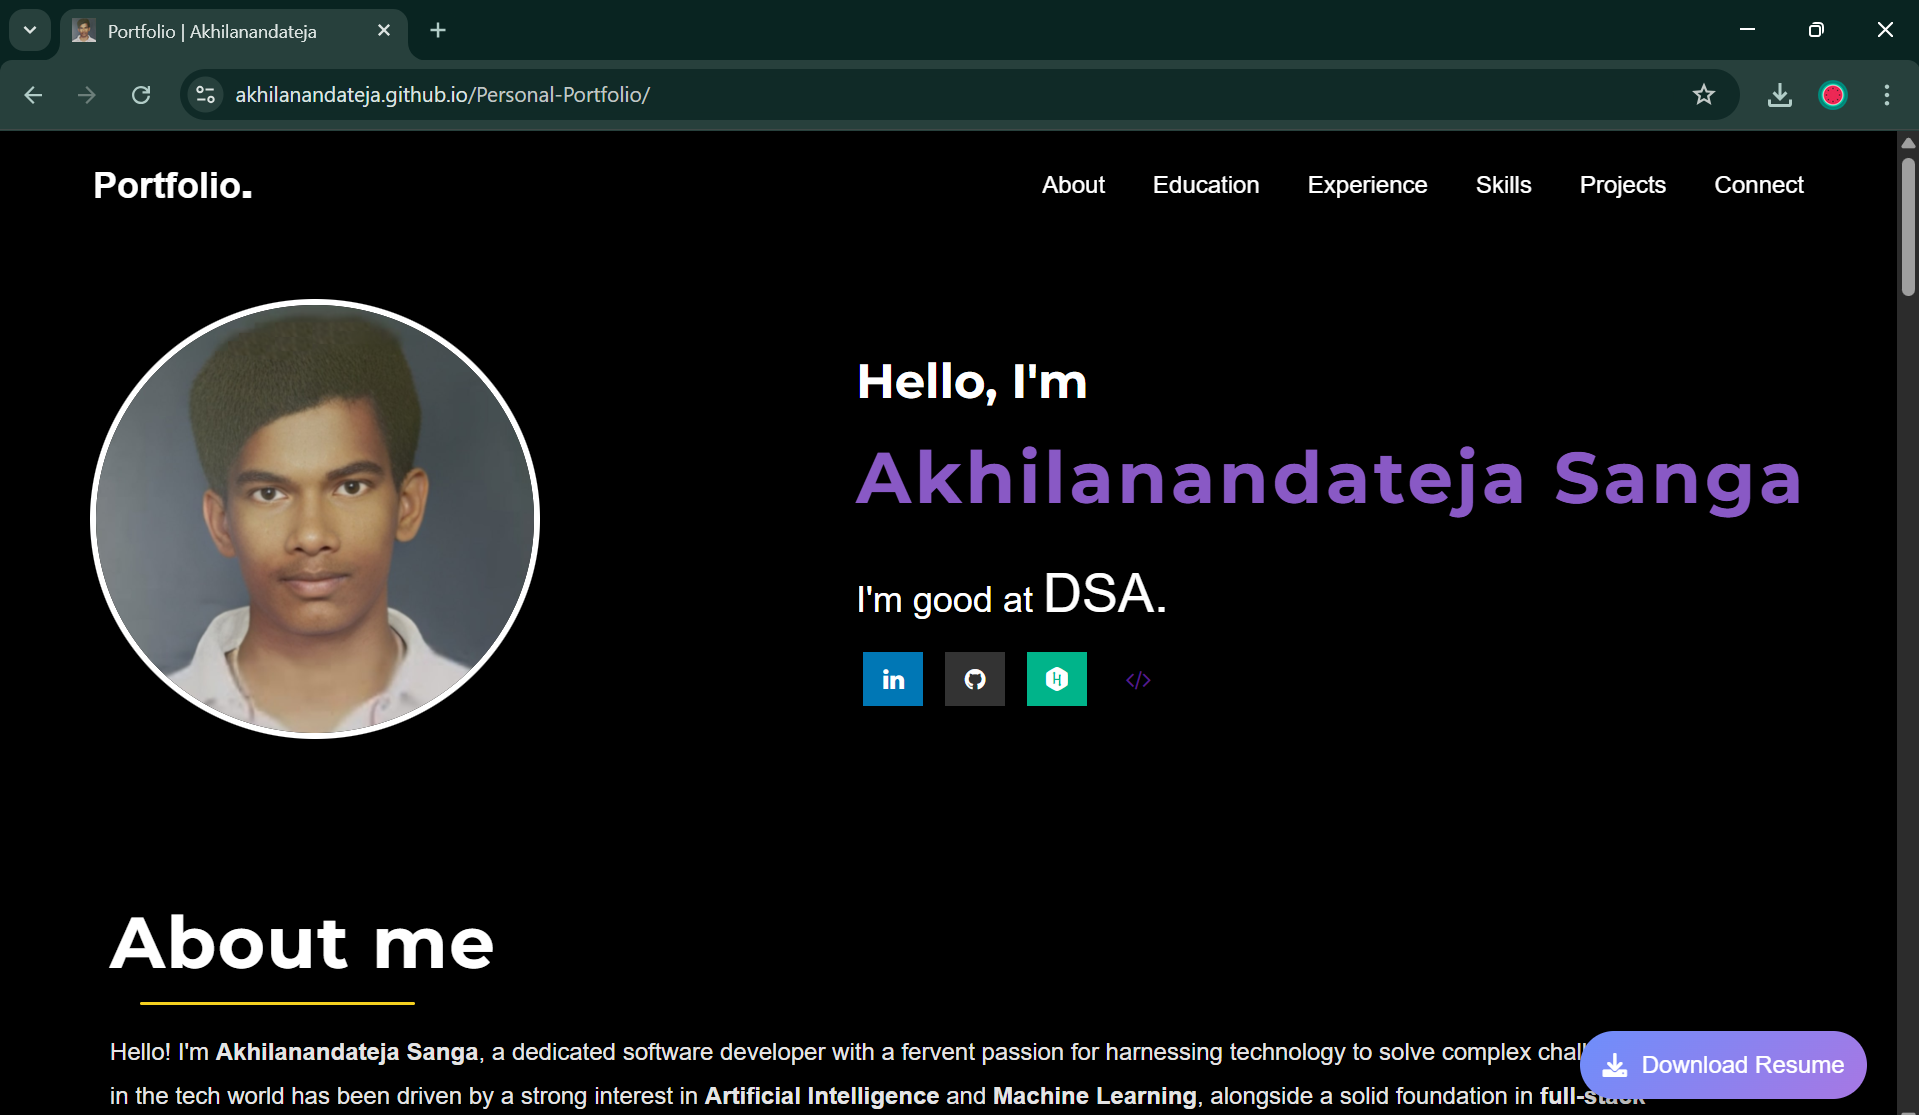 Portfolio | Akhilanandateja
akhilanandateja.github.io/Personal-Portfolio/
Portfolio.
About Education Experience Skills Projects Connect
Hello, I'm
Akhilanandateja Sanga
I'm good at DSA.
in
H
</>
About me
Hello! I'm Akhilanandateja Sanga, a dedicated software developer with a fervent passion for harnessing technology to solve complex
in the tech world has been driven by a strong interest in Artificial Intelligence and Machine Learning, alongside a solid foundation in full-stack
Download Resume